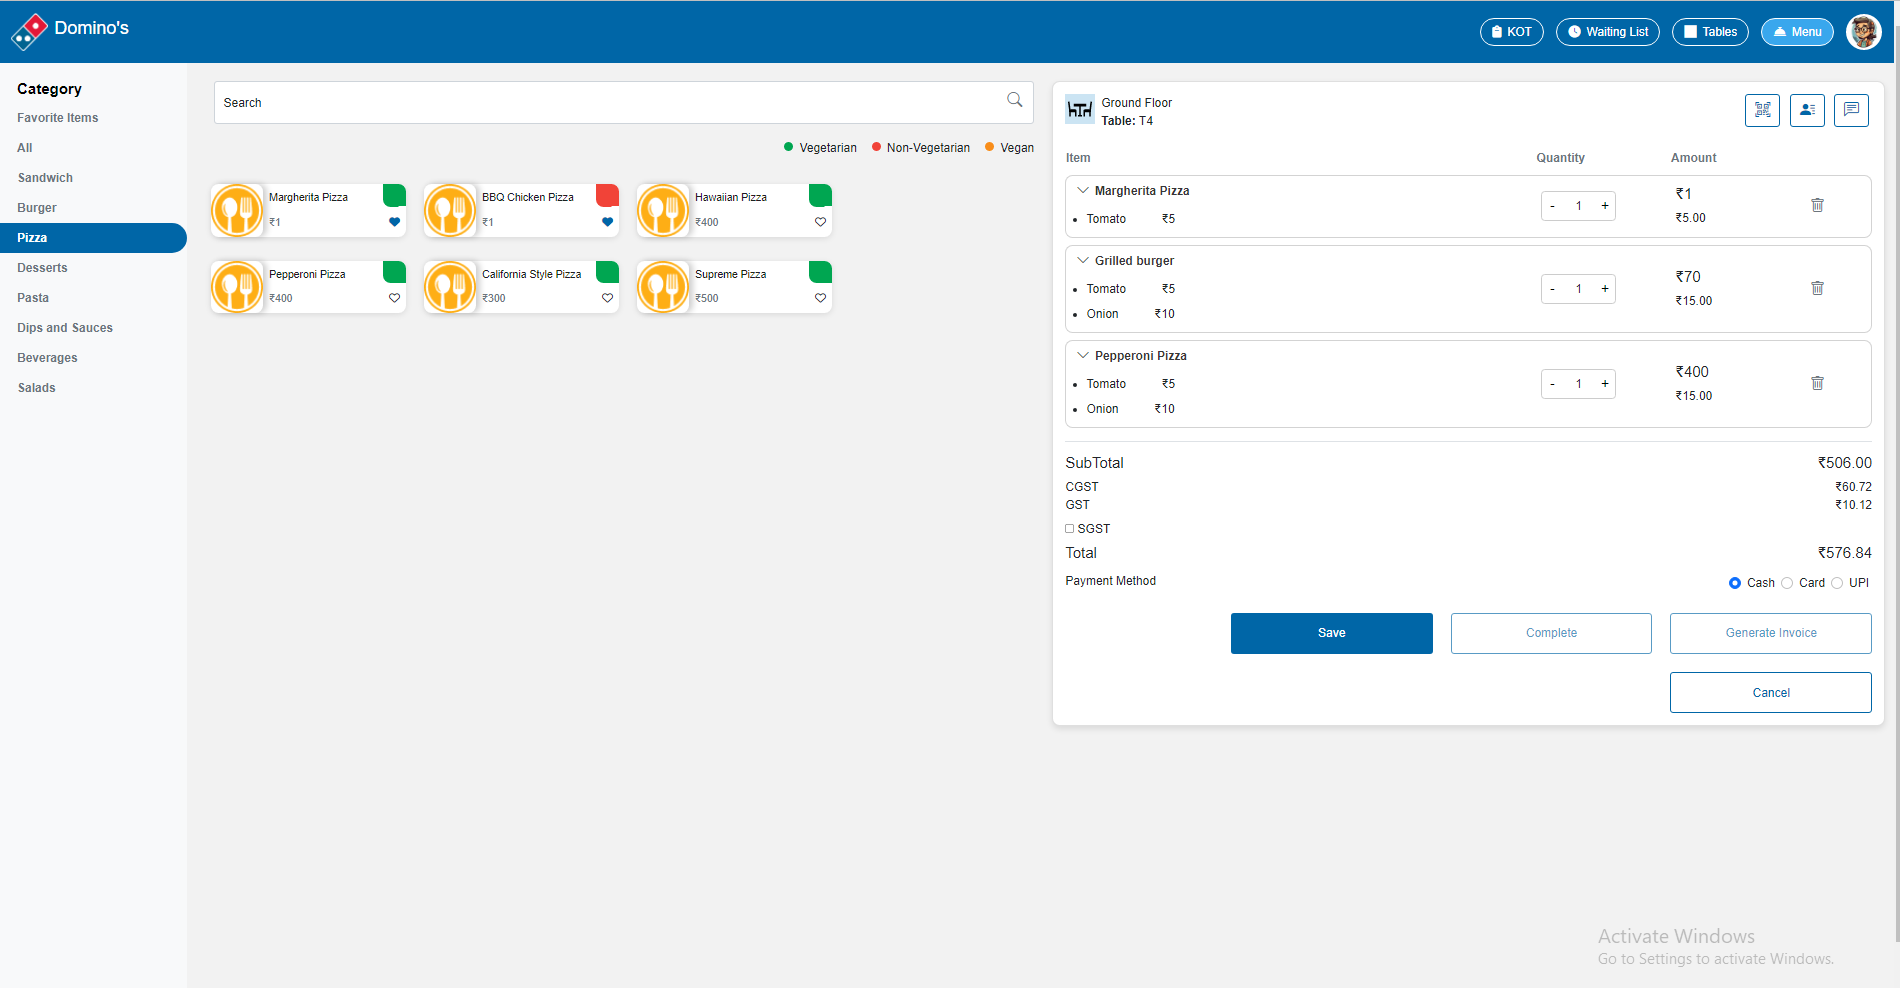 Domino's
KOT
Waiting List
Tables
Menu
Category
Favorite Items
All
Sandwich
Burger
Pizza
Desserts
Pasta
Dips and Sauces
Beverages
Salads
Search
Vegetarian
Non-Vegetarian
Vegan
Margherita Pizza
₹1
BBQ Chicken Pizza
₹1
Hawaiian Pizza
₹400
Pepperoni Pizza
₹400
California Style Pizza
₹300
Supreme Pizza
₹500
Ground Floor
Table: T4
Item Quantity Amount
Margherita Pizza
Tomato ₹5
- 1 +
₹1
₹5.00
Grilled burger
Tomato ₹5
Onion ₹10
- 1 +
₹70
₹15.00
Pepperoni Pizza
Tomato ₹5
Onion ₹10
- 1 +
₹400
₹15.00
SubTotal ₹506.00
CGST ₹60.72
GST ₹10.12
SGST
Total ₹576.84
Payment Method Cash Card UPI
Save Complete Generate Invoice
Cancel
Activate Windows
Go to Settings to activate Windows.